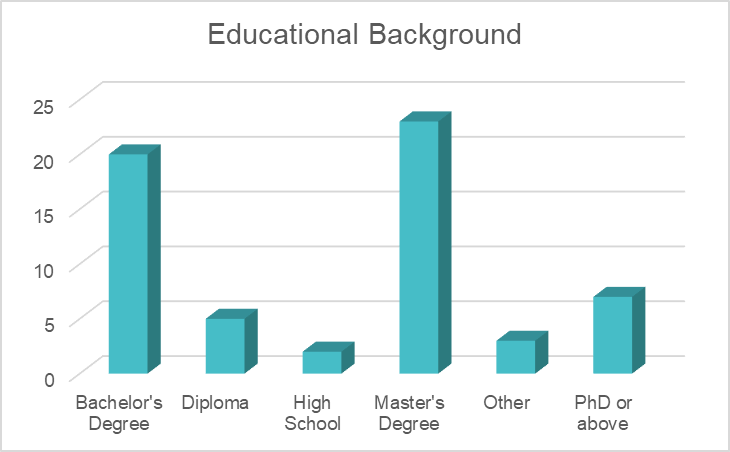 Educational Background
25
20
15
10
5
0
Bachelor's Degree
Diploma
High School
Master's Degree
Other
PhD or above